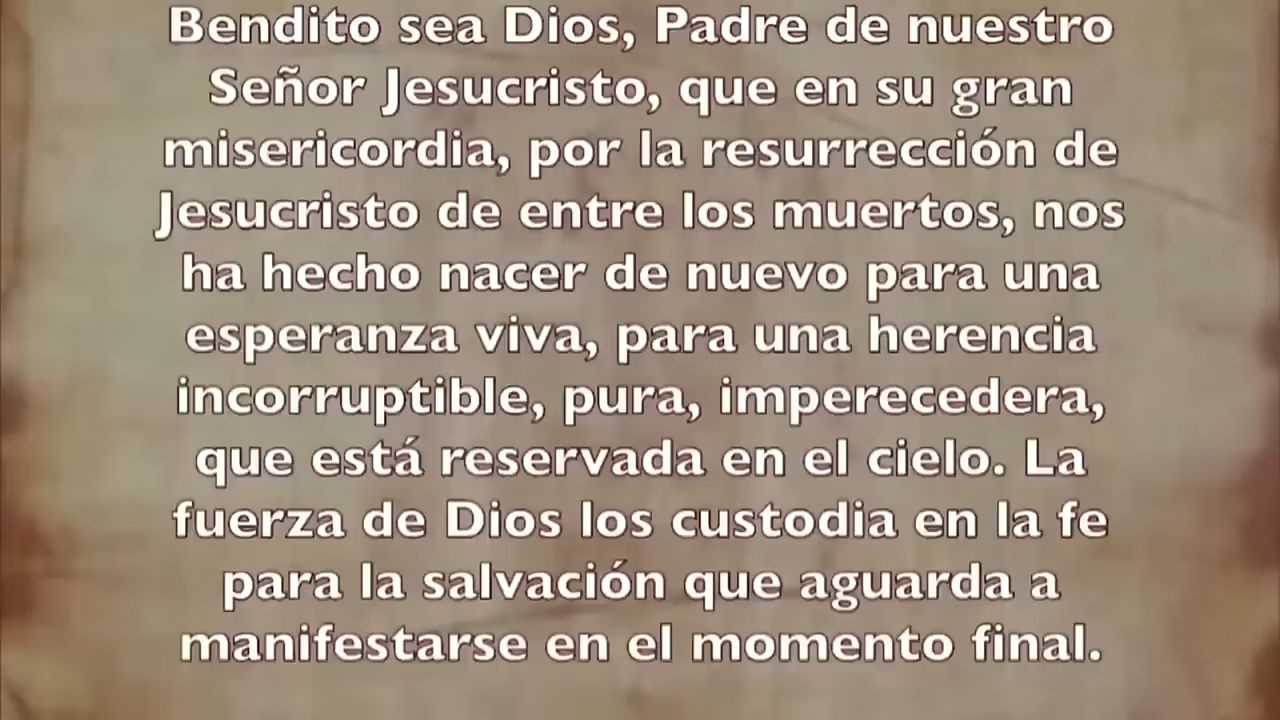 Bendito sea Dios, Padre de nuestro
Señor Jesucristo, que en su gran
misericordia, por la resurrección de
Jesucristo de entre los muertos, nos
ha hecho nacer de nuevo para una
esperanza viva, para una herencia
incorruptible, pura, imperecedera,
que está reservada en el cielo. La
fuerza de Dios los custodia en la fe
para la salvación que aguarda a
manifestarse en el momento final.